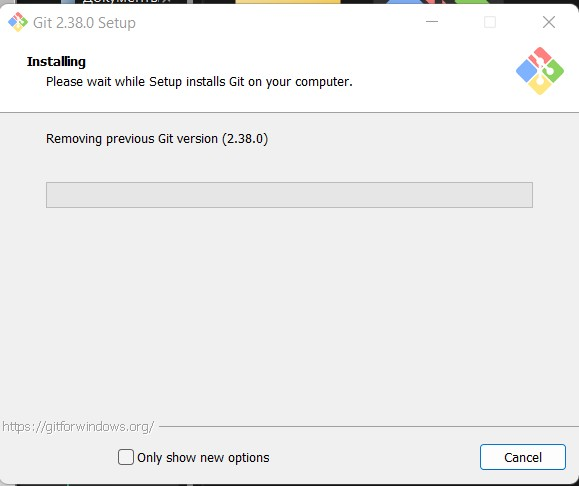 Git 2.38.0 Setup
Installing
Please wait while Setup installs Git on your computer.
Removing previous Git version (2.38.0)
https://gitforwindows.org/
Only show new options
Cancel